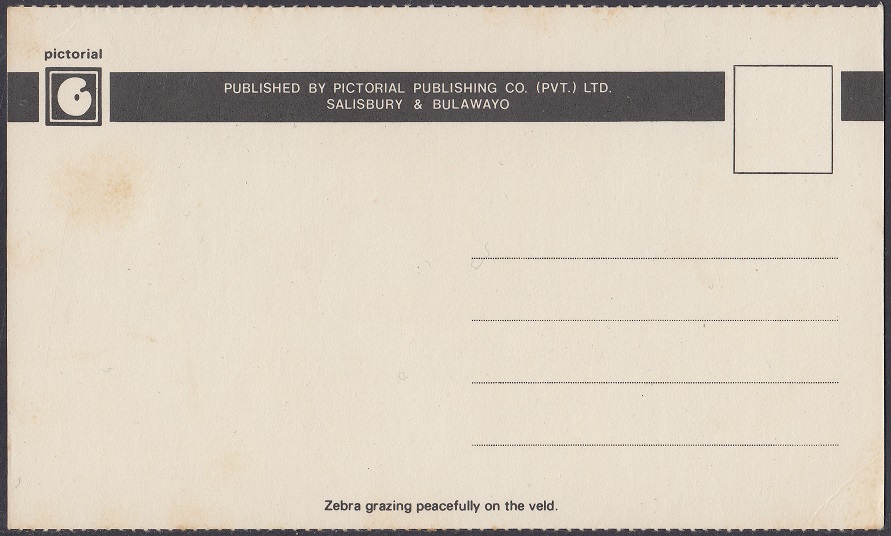 pictorial
PUBLISHED BY PICTORIAL PUBLISHING CO. (PVT.) LTD.
SALISBURY & BULAWAYO
Zebra grazing peacefully on the veld.